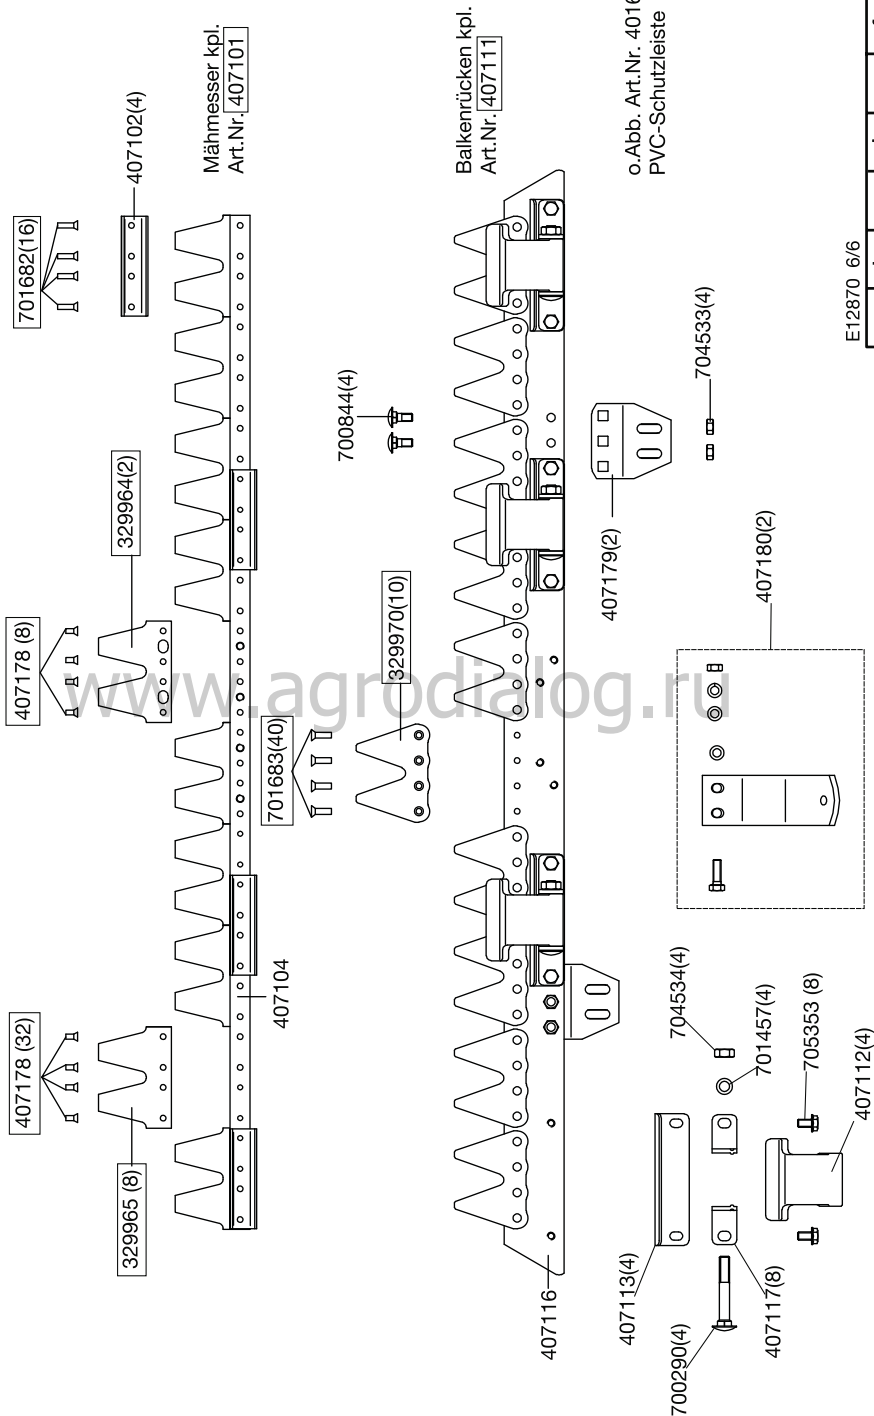 Mähmesser kpl.
Art.Nr. 407101
407102(4)
701682(16)
329964(2)
407178 (8)
407104
407178 (32)
329965 (8)
Balkenrücken kpl.
Art.Nr. 407111
700844(4)
329970(10)
701683(40)
407116
o.Abb. Art.Nr. 4016
PVC-Schutzleiste
704533(4)
407179(2)
407180(2)
704534(4)
701457(4)
705353 (8)
407112(4)
407113(4)
407117(8)
700290(4)
E12870 6/6
www.agrodialog.ru